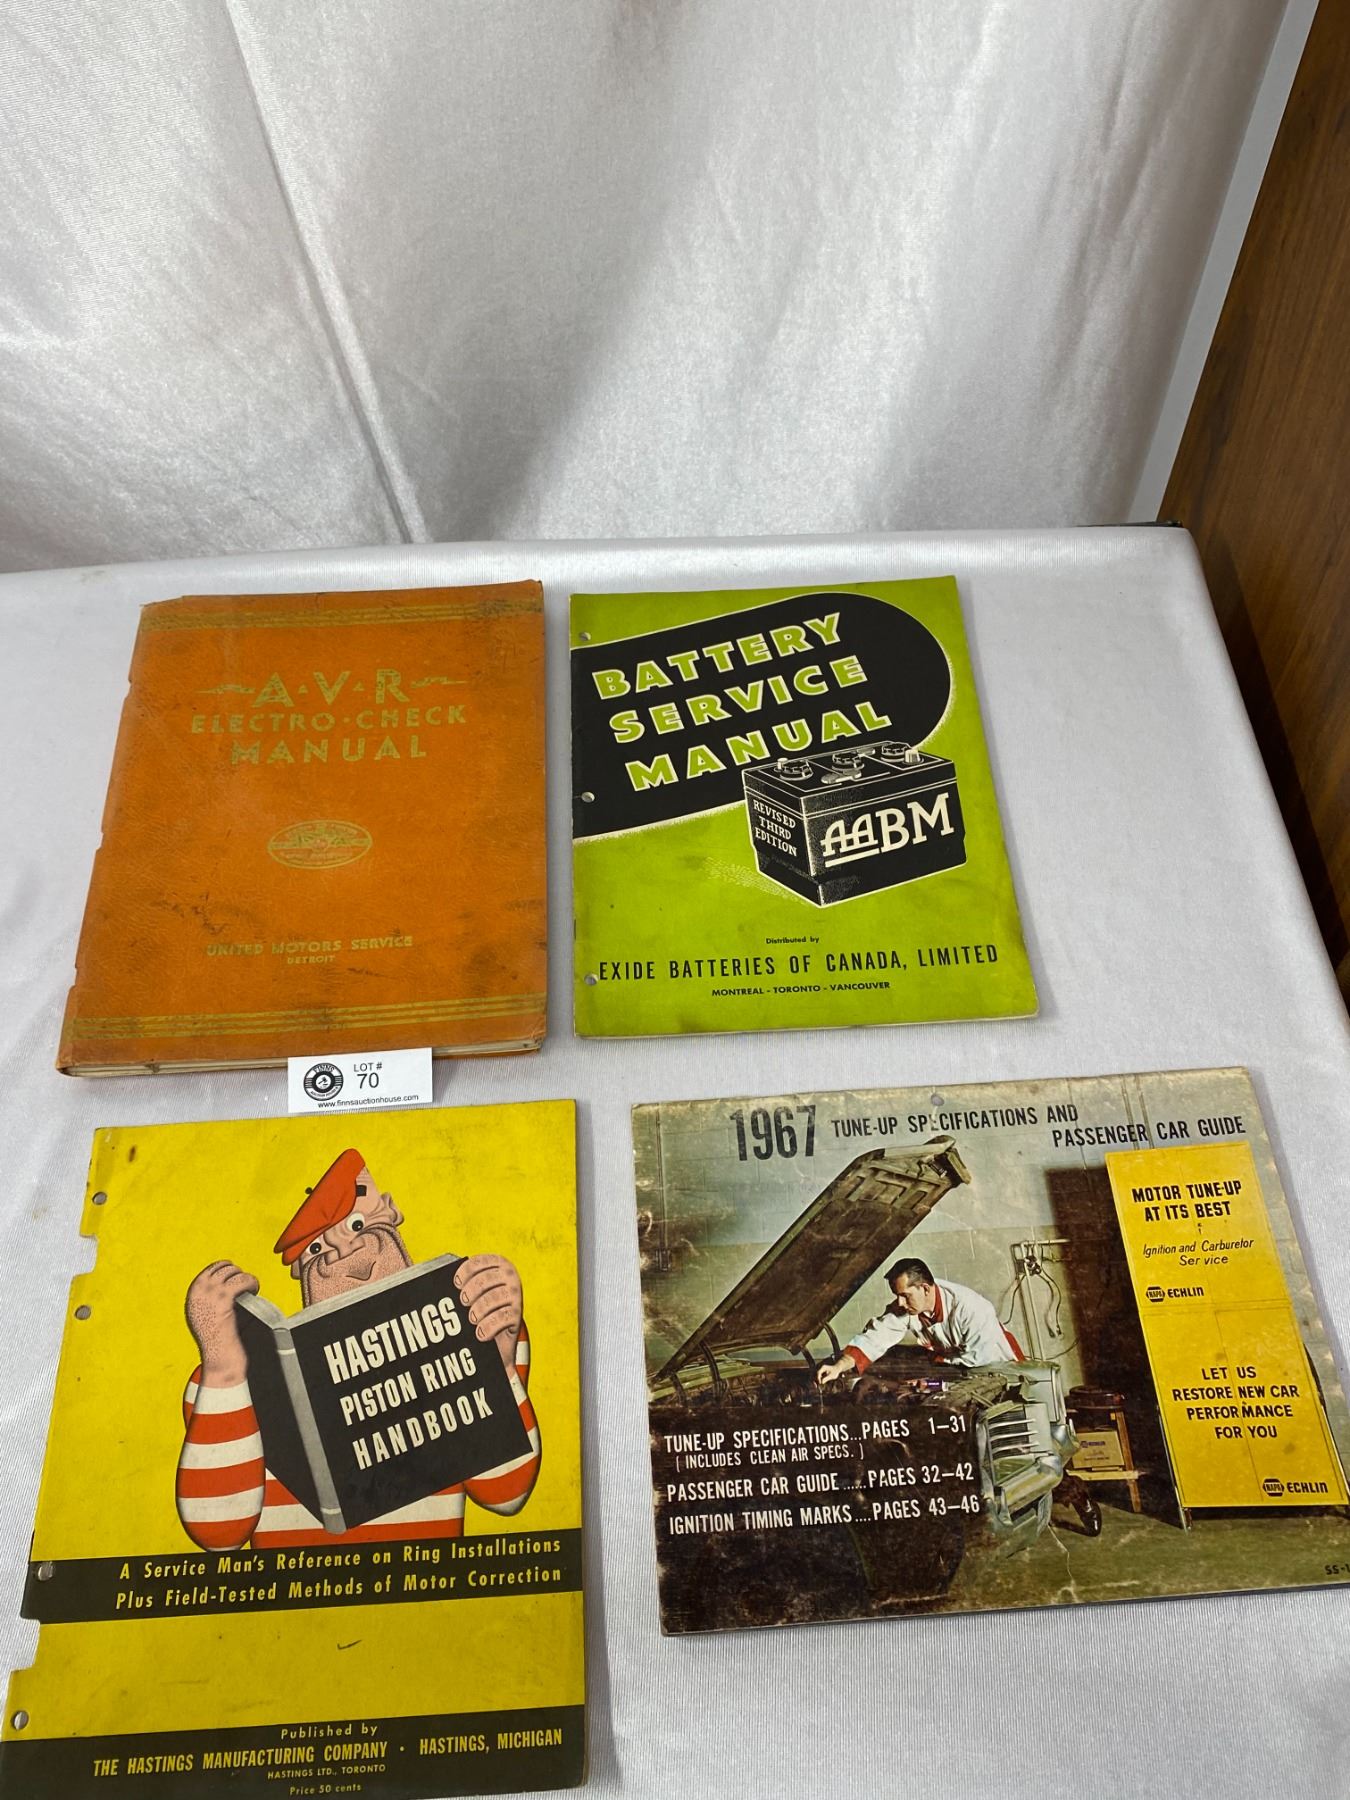 A·V·R
ELECTRO·CHECK
MANUAL
UNITED MOTORS SERVICE
DETROIT
BATTERY
SERVICE
MANUAL
REVISED
THIRD
EDITION
AABM
Distributed by
EXIDE BATTERIES OF CANADA, LIMITED
MONTREAL - TORONTO - VANCOUVER
FINNS
LOT #
70
www.finnsauctionhouse.com
HASTINGS
PISTON RING
HANDBOOK
A Service Man's Reference on Ring Installations
Plus Field-Tested Methods of Motor Correction
Published by
THE HASTINGS MANUFACTURING COMPANY · HASTINGS, MICHIGAN
HASTINGS LTD., TORONTO
Price 50 cents
1967 TUNE-UP SPECIFICATIONS AND
PASSENGER CAR GUIDE
MOTOR TUNE-UP
AT ITS BEST
Ignition and Carburetor
Service
NAPA ECHLIN
LET US
RESTORE NEW CAR
PERFORMANCE
FOR YOU
NAPA ECHLIN
TUNE-UP SPECIFICATIONS...PAGES 1—31
( INCLUDES CLEAN AIR SPECS. )
PASSENGER CAR GUIDE......PAGES 32—42
IGNITION TIMING MARKS....PAGES 43—46